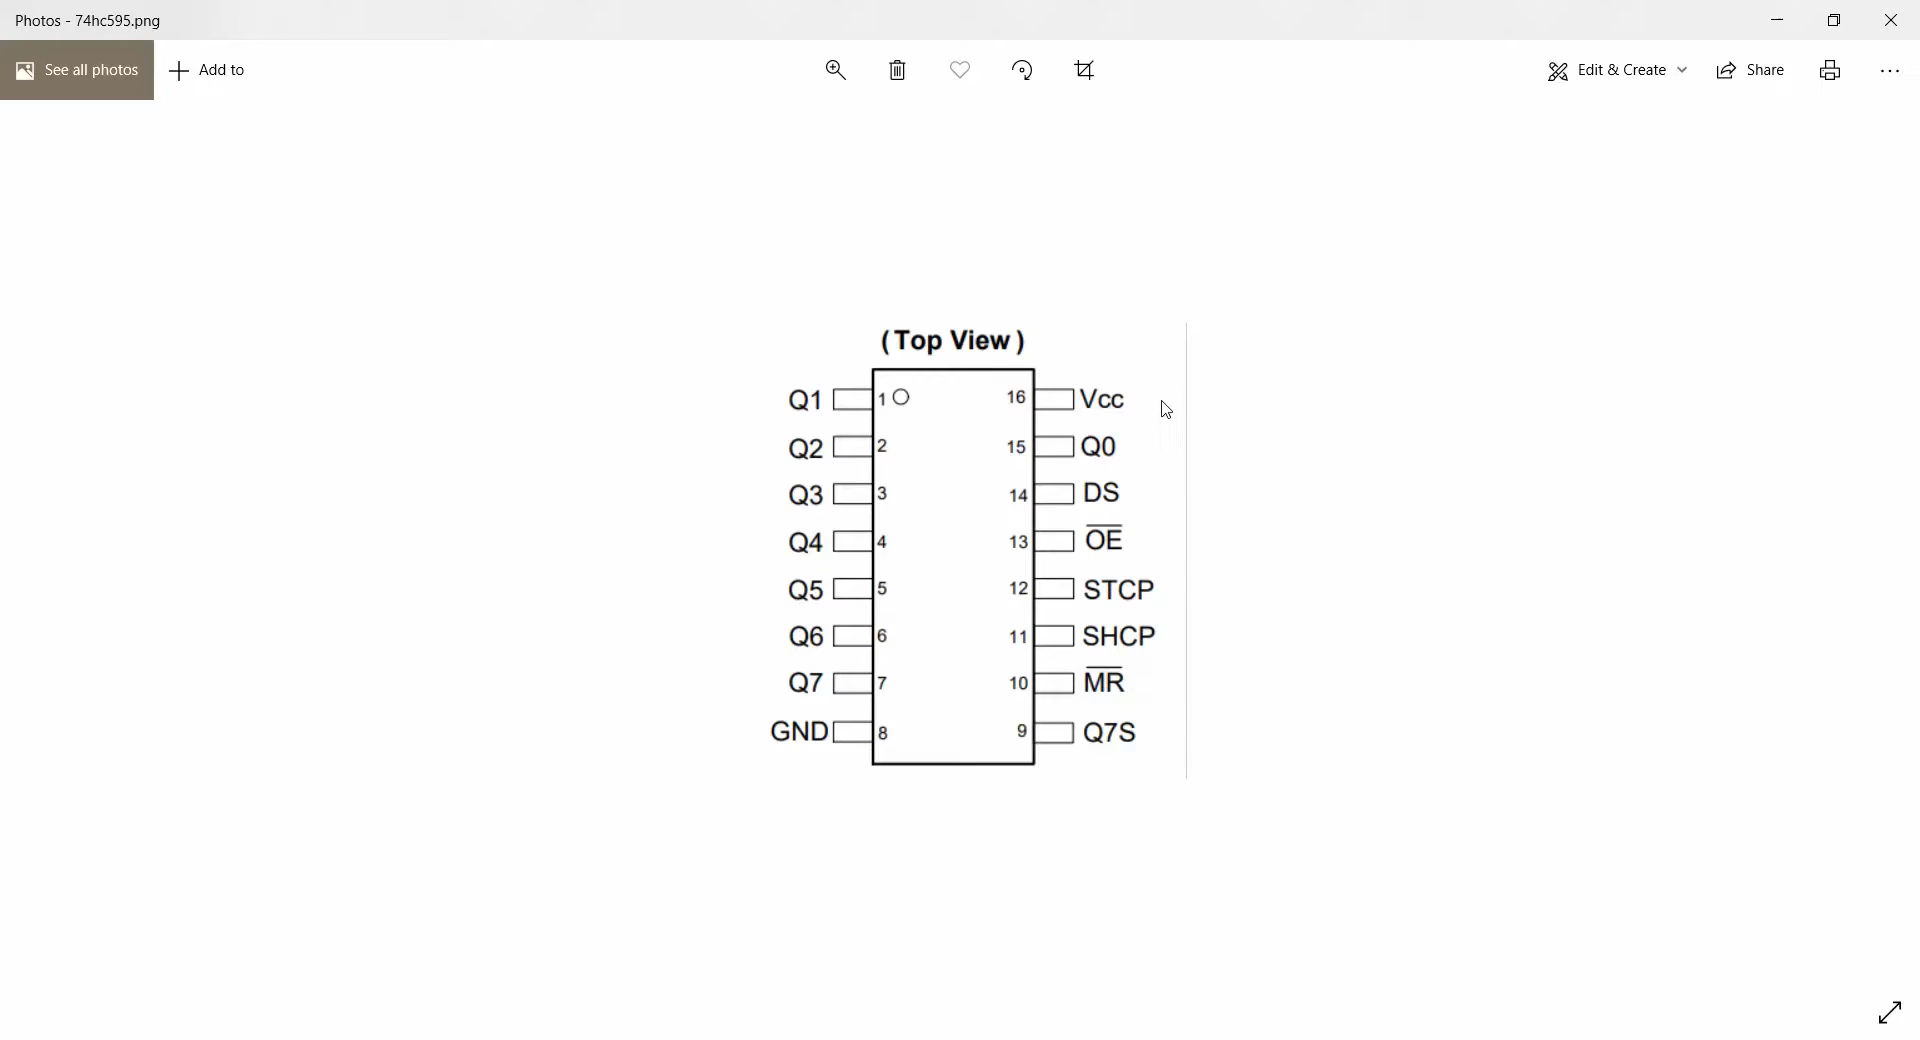 Photos - 74hc595.png
See all photos
Add to
Edit & Create
Share
(Top View)
Q1 1 16 Vcc
Q2 2 15 Q0
Q3 3 14 DS
Q4 4 13 O̅E̅
Q5 5 12 STCP
Q6 6 11 SHCP
Q7 7 10 M̅R̅
GND 8 9 Q7S